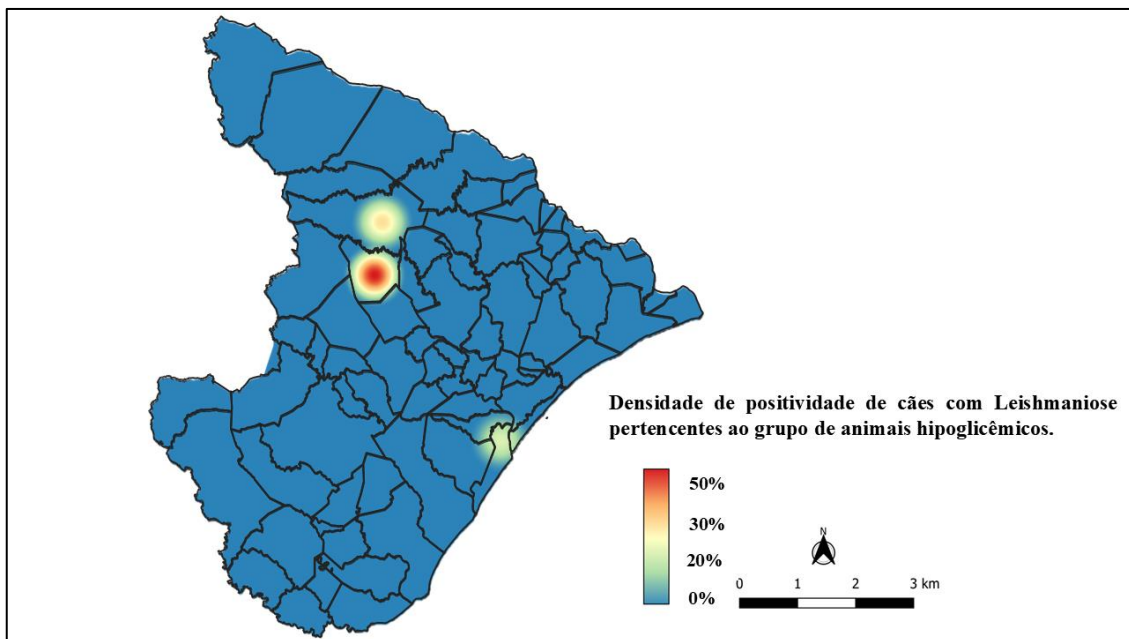 Densidade de positividade de cães com Leishmaniose
pertencentes ao grupo de animais hipoglicêmicos.
50%
30%
20%
0%
N
0 1 2 3 km